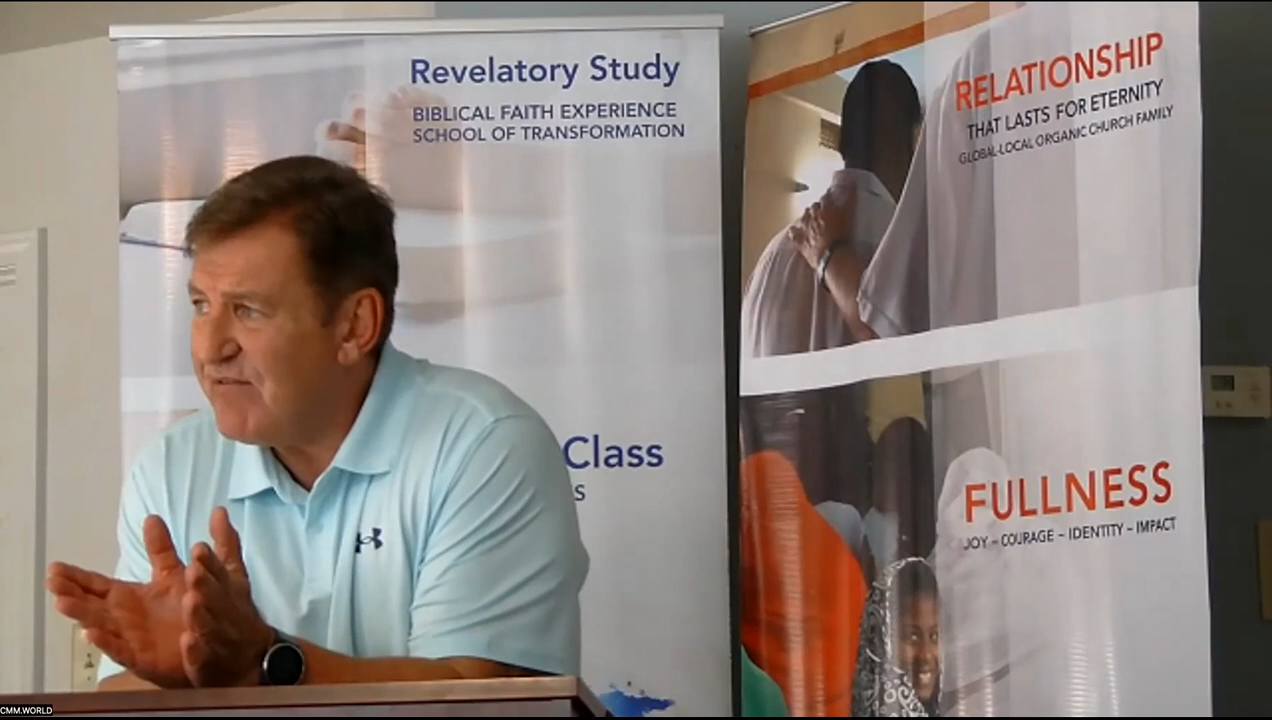 Revelatory Study
BIBLICAL FAITH EXPERIENCE
SCHOOL OF TRANSFORMATION
Class
S
RELATIONSHIP
THAT LASTS FOR ETERNITY
GLOBAL-LOCAL ORGANIC CHURCH FAMILY
FULLNESS
JOY – COURAGE – IDENTITY – IMPACT
CMM.WORLD